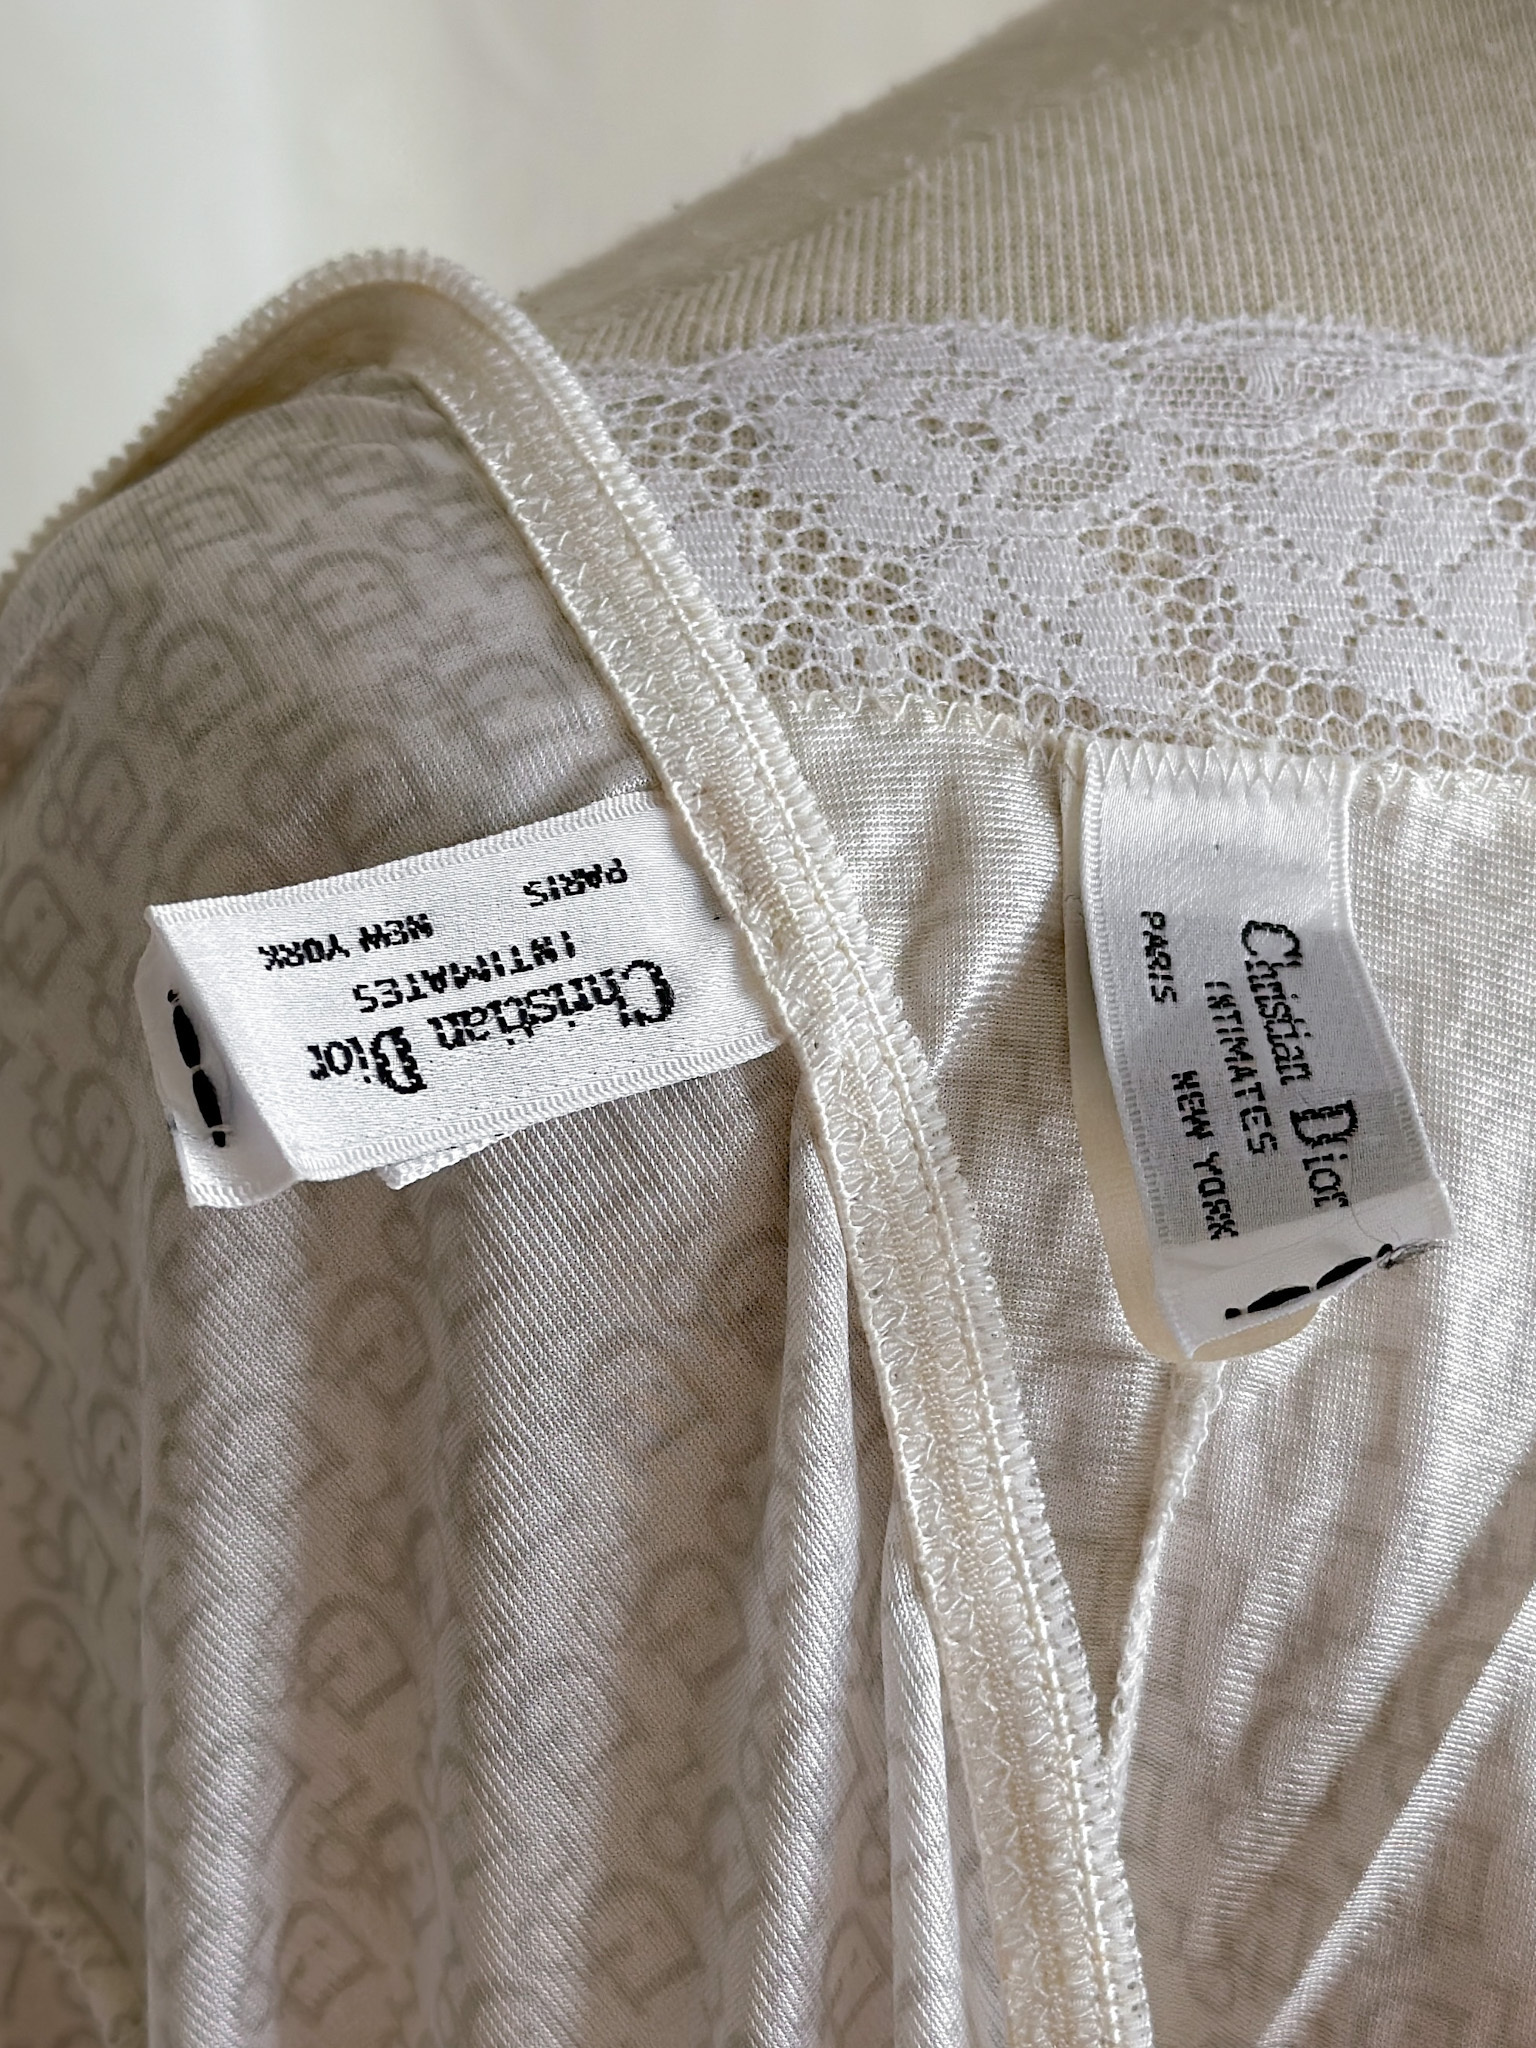 Christian Dior
INTIMATES
PARIS NEW YORK
Christian Dior
INTIMATES
PARIS NEW YORK